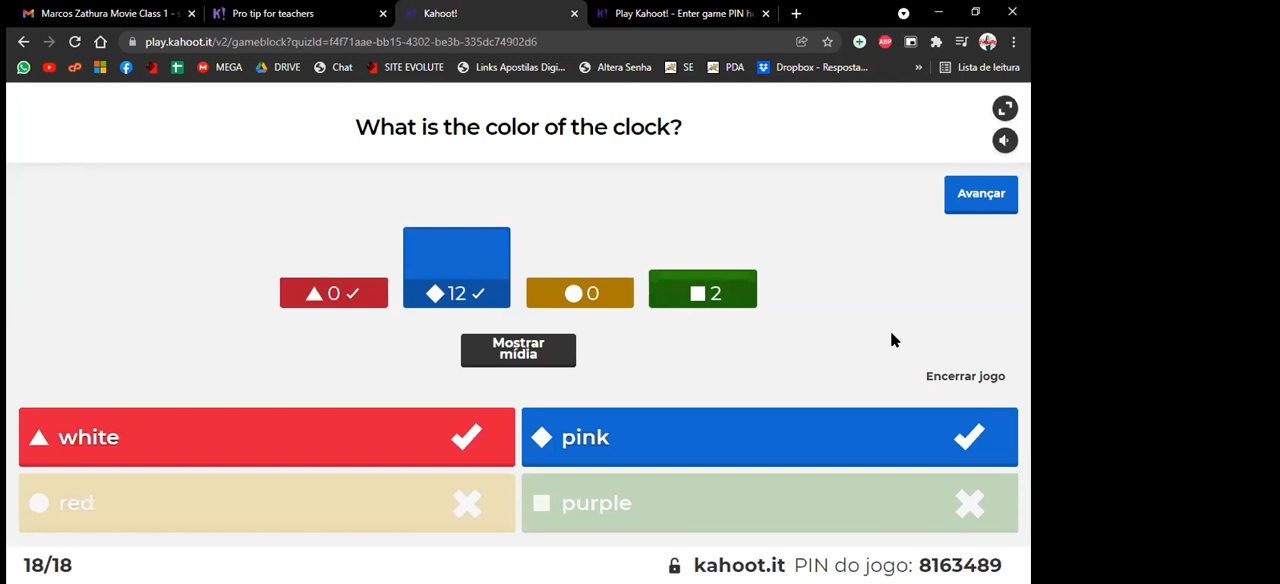 Marcos Zathura Movie Class 1 - s
Pro tip for teachers
Kahoot!
Play Kahoot! - Enter game PIN h
play.kahoot.it/v2/gameblock?quizId=f4f71aae-bb15-4302-be3b-335dc74902d6
ABP
MEGA
DRIVE
Chat
SITE EVOLUTE
Links Apostilas Digi...
Altera Senha
SE
PDA
Dropbox - Resposta...
»
Lista de leitura
What is the color of the clock?
Avançar
0
12
0
2
Mostrar
mídia
Encerrar jogo
white
pink
red
purple
18/18
kahoot.it PIN do jogo: 8163489